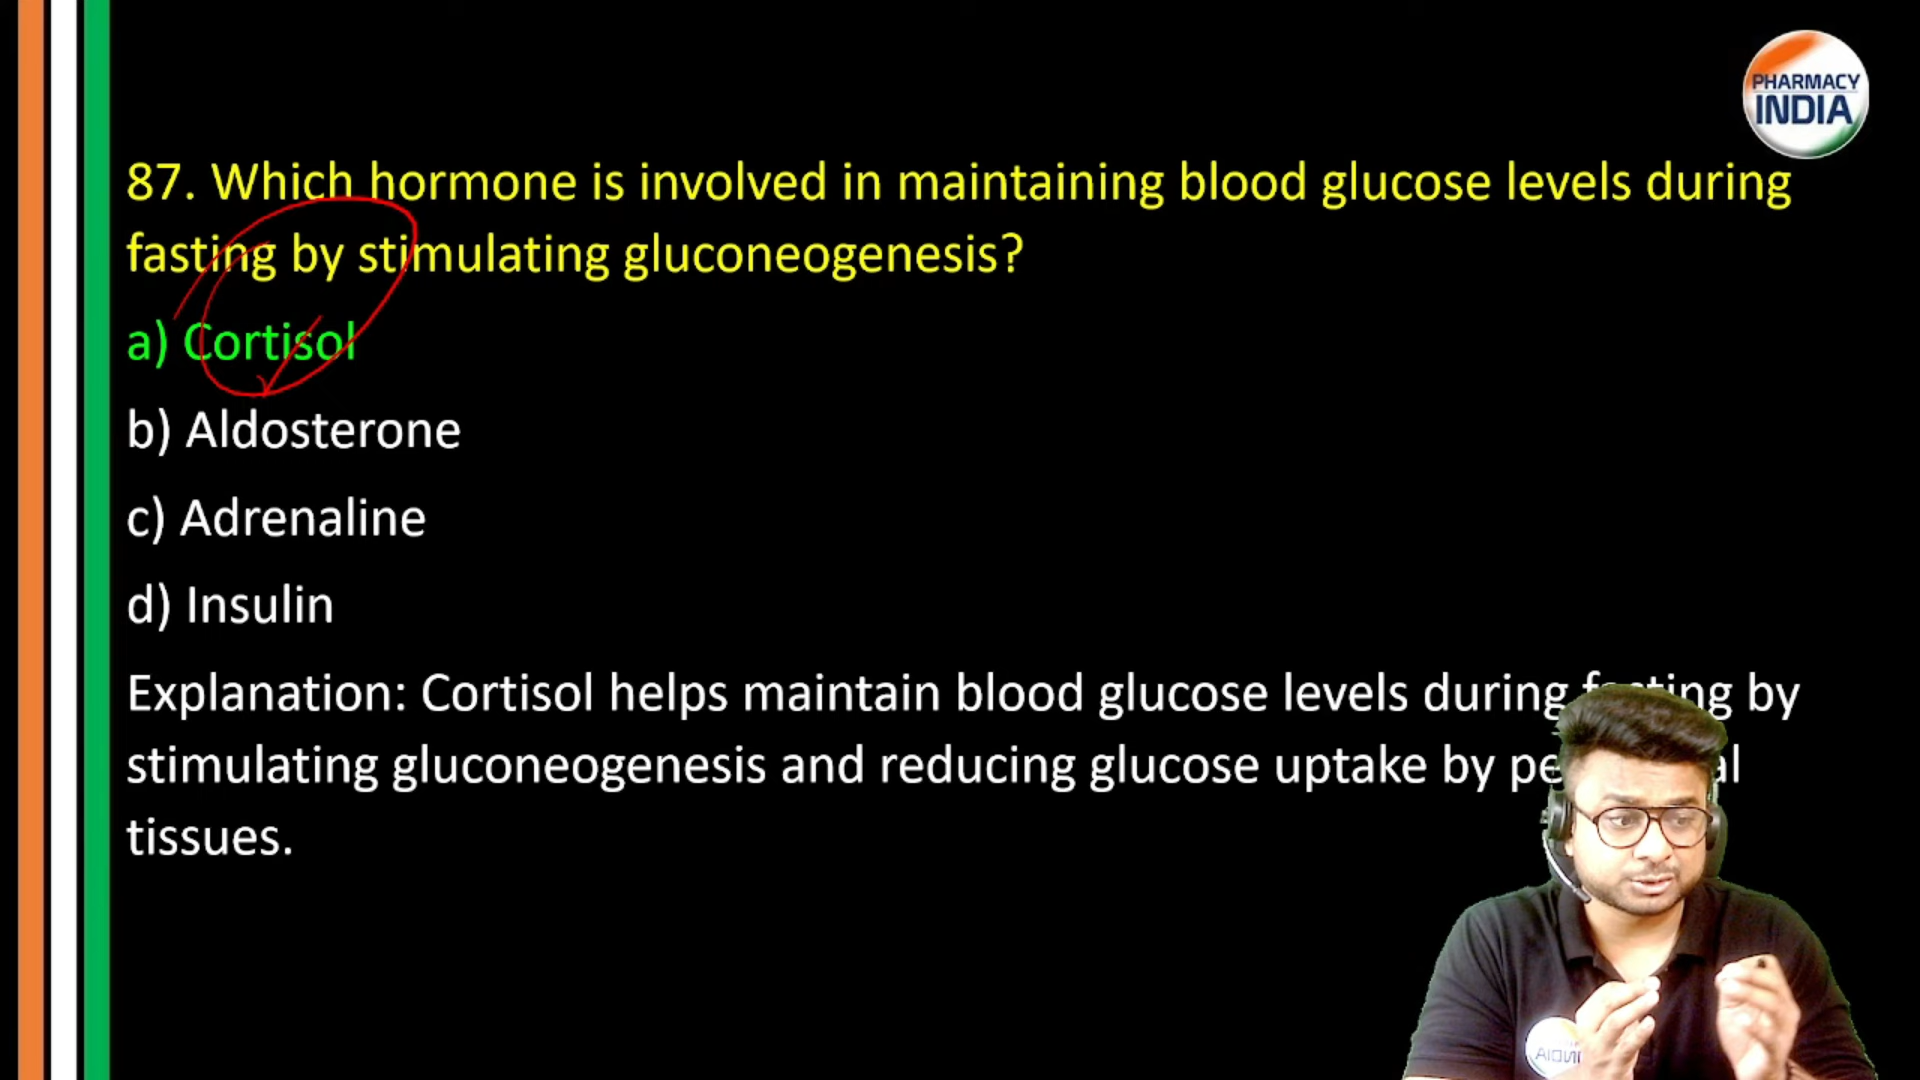 PHARMACY
INDIA
87. Which hormone is involved in maintaining blood glucose levels during
fasting by stimulating gluconeogenesis?
a) Cortisol
b) Aldosterone
c) Adrenaline
d) Insulin
Explanation: Cortisol helps maintain blood glucose levels during by
stimulating gluconeogenesis and reducing glucose uptake by
tissues.